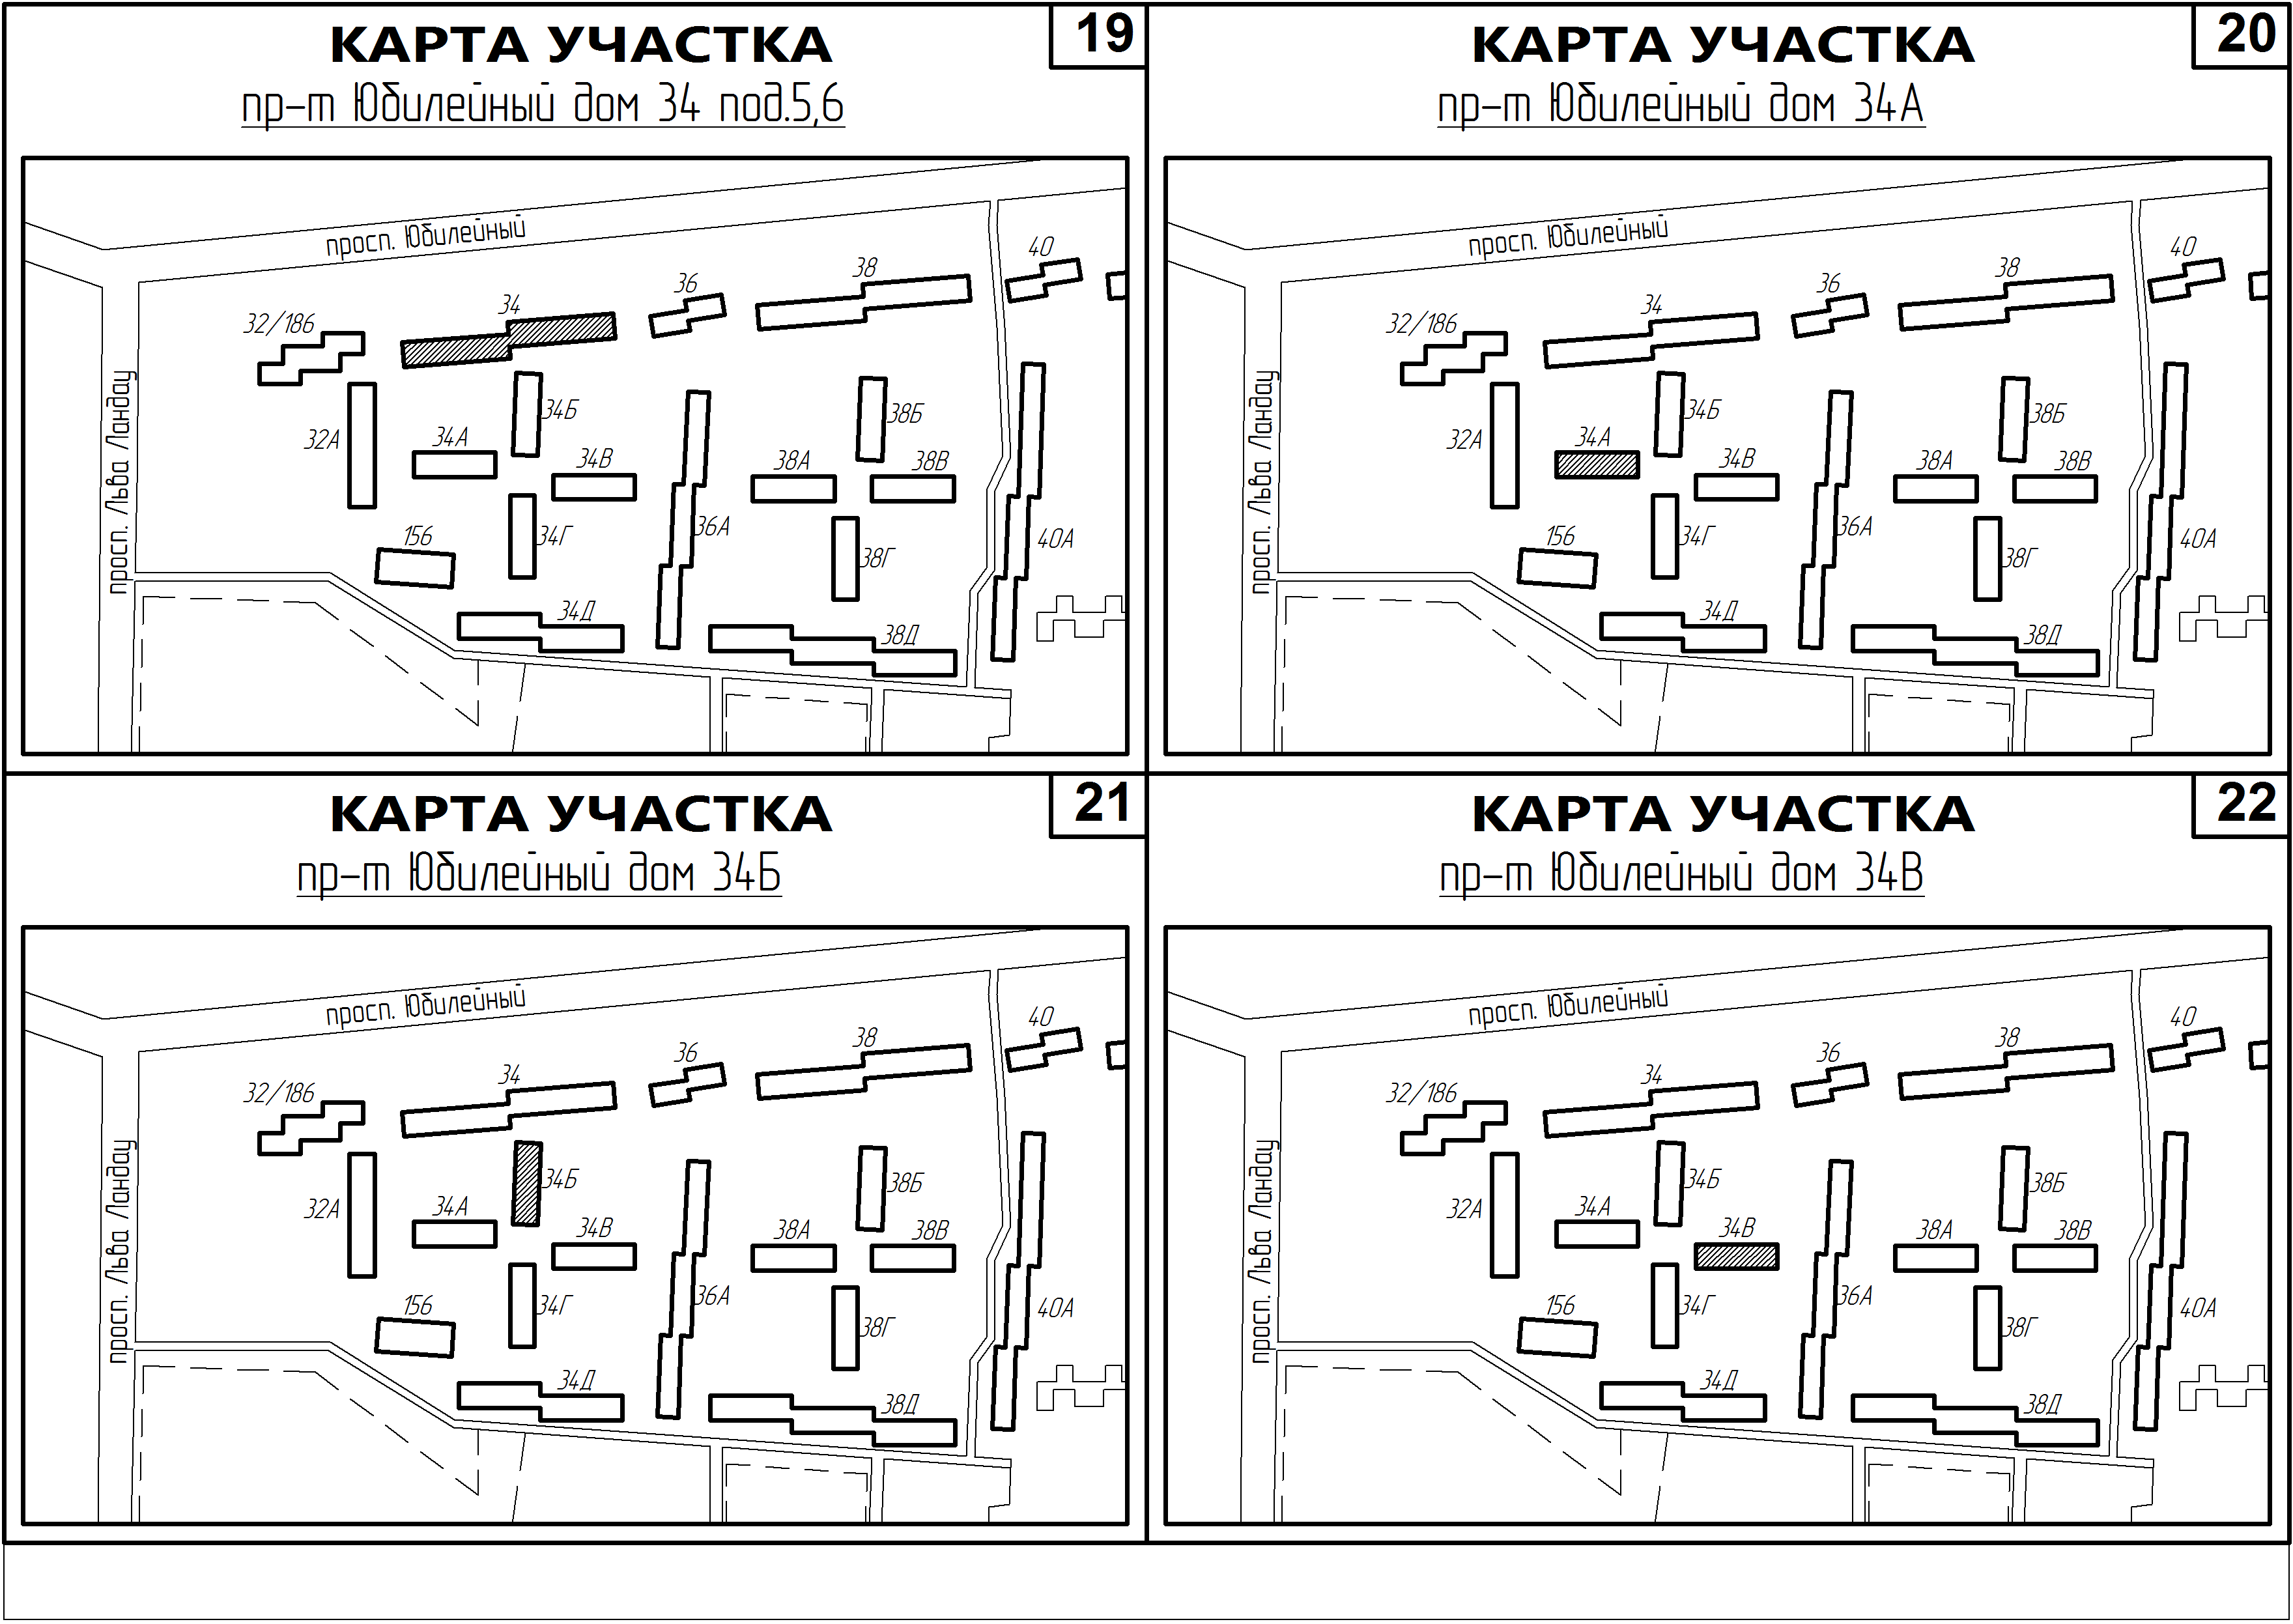 19
КАРТА УЧАСТКА
пр-т Юбилейный дом 34 под.5,6
просп. Юбилейный
40
38
36
34
32/186
34Б
38Б
32А
34А
34В
38А
38В
просп. Льва Ландау
156
34Г
36А
38Г
40А
34Д
38Д
20
КАРТА УЧАСТКА
пр-т Юбилейный дом 34А
просп. Юбилейный
40
38
36
34
32/186
34Б
38Б
32А
34А
34В
38А
38В
просп. Льва Ландау
156
34Г
36А
38Г
40А
34Д
38Д
21
КАРТА УЧАСТКА
пр-т Юбилейный дом 34Б
просп. Юбилейный
40
38
36
34
32/186
34Б
38Б
32А
34А
34В
38А
38В
просп. Льва Ландау
156
34Г
36А
38Г
40А
34Д
38Д
22
КАРТА УЧАСТКА
пр-т Юбилейный дом 34В
просп. Юбилейный
40
38
36
34
32/186
34Б
38Б
32А
34А
34В
38А
38В
просп. Льва Ландау
156
34Г
36А
38Г
40А
34Д
38Д